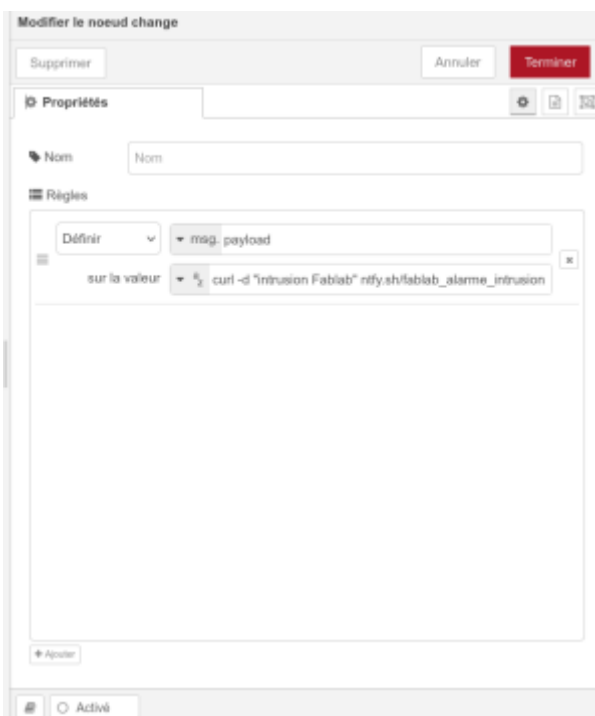 Modifier le noeud change
Supprimer
Annuler
Terminer
Propriétés
Nom
Nom
Règles
Définir
msg. payload
sur la valeur
curl -d "intrusion Fablab" ntfy.sh/fablab_alarme_intrusion
Ajouter
Activé